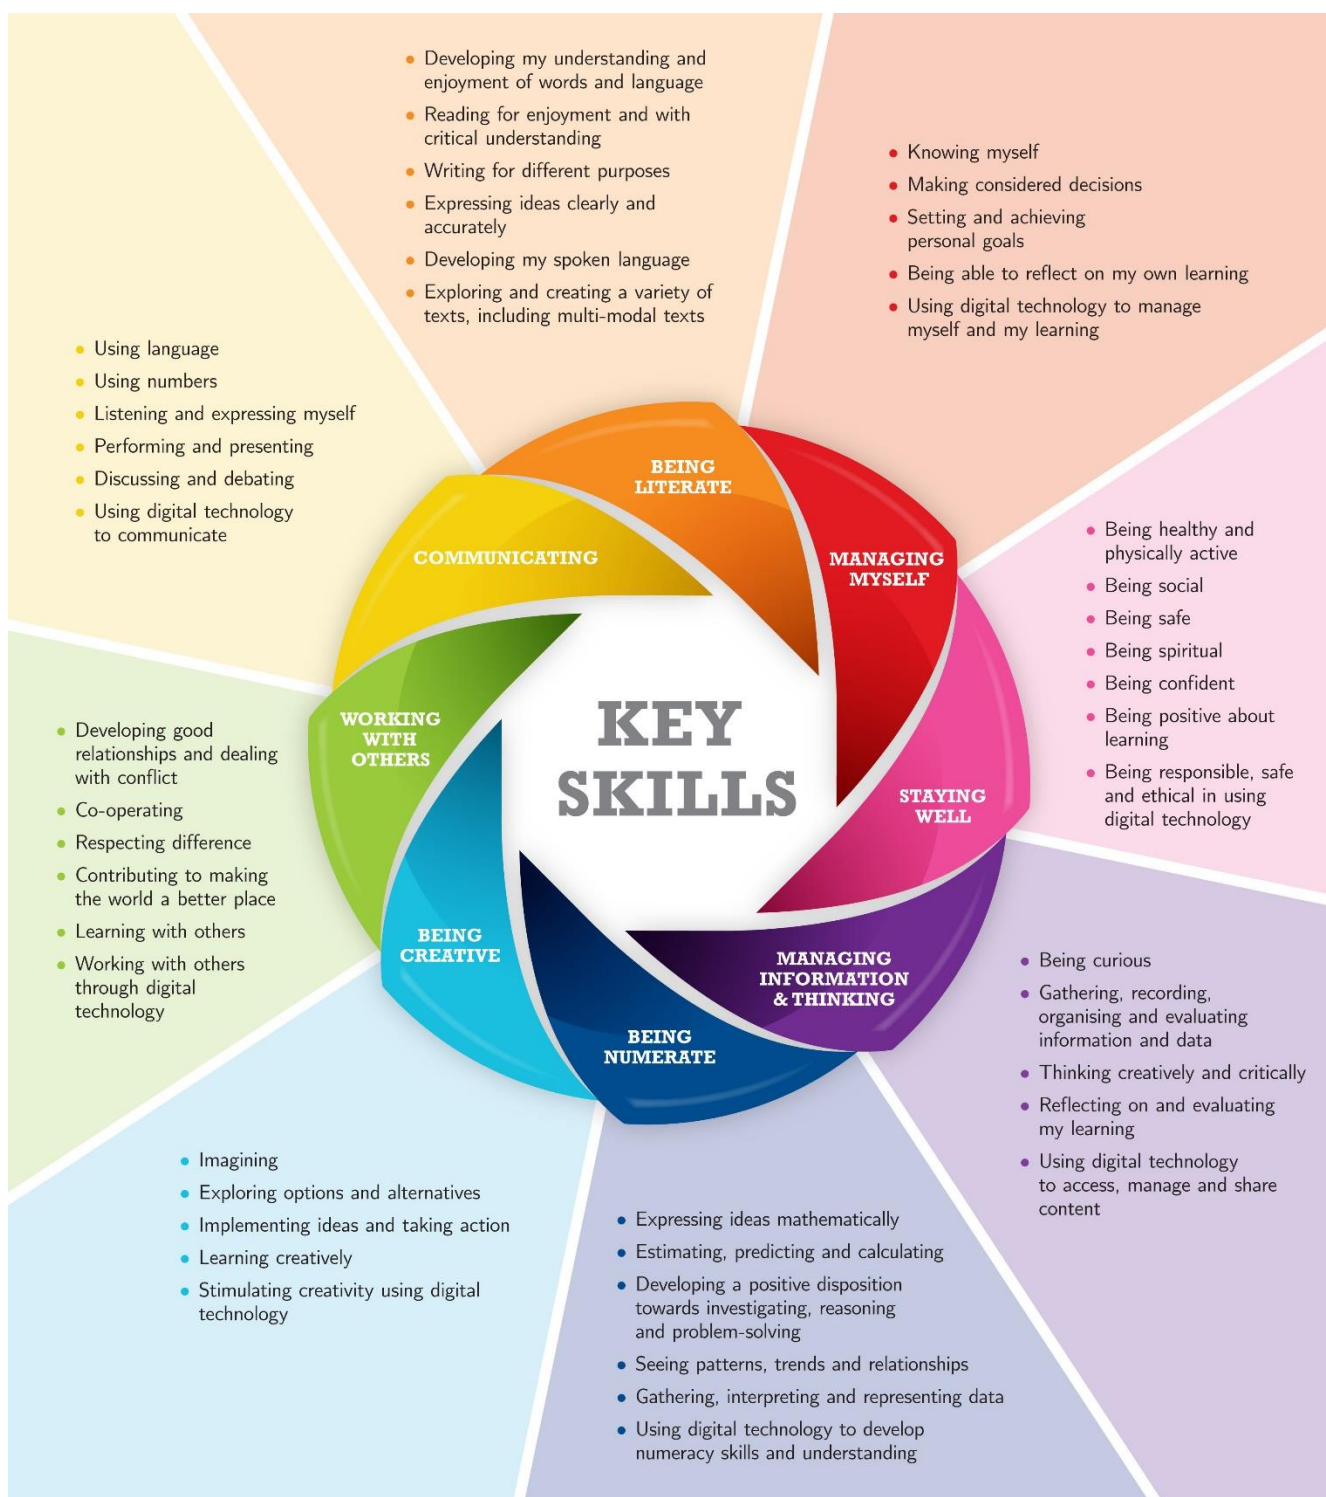 KEY
SKILLS
BEING
LITERATE
• Developing my understanding and
enjoyment of words and language
• Reading for enjoyment and with
critical understanding
• Writing for different purposes
• Expressing ideas clearly and
accurately
• Developing my spoken language
• Exploring and creating a variety of
texts, including multi-modal texts
MANAGING
MYSELF
• Knowing myself
• Making considered decisions
• Setting and achieving
personal goals
• Being able to reflect on my own learning
• Using digital technology to manage
myself and my learning
STAYING
WELL
• Being healthy and
physically active
• Being social
• Being safe
• Being spiritual
• Being confident
• Being positive about
learning
• Being responsible, safe
and ethical in using
digital technology
MANAGING
INFORMATION
& THINKING
• Being curious
• Gathering, recording,
organising and evaluating
information and data
• Thinking creatively and critically
• Reflecting on and evaluating
my learning
• Using digital technology
to access, manage and share
content
BEING
NUMERATE
• Expressing ideas mathematically
• Estimating, predicting and calculating
• Developing a positive disposition
towards investigating, reasoning
and problem-solving
• Seeing patterns, trends and relationships
• Gathering, interpreting and representing data
• Using digital technology to develop
numeracy skills and understanding
BEING
CREATIVE
• Imagining
• Exploring options and alternatives
• Implementing ideas and taking action
• Learning creatively
• Stimulating creativity using digital
technology
WORKING
WITH
OTHERS
• Developing good
relationships and dealing
with conflict
• Co-operating
• Respecting difference
• Contributing to making
the world a better place
• Learning with others
• Working with others
through digital
technology
COMMUNICATING
• Using language
• Using numbers
• Listening and expressing myself
• Performing and presenting
• Discussing and debating
• Using digital technology
to communicate